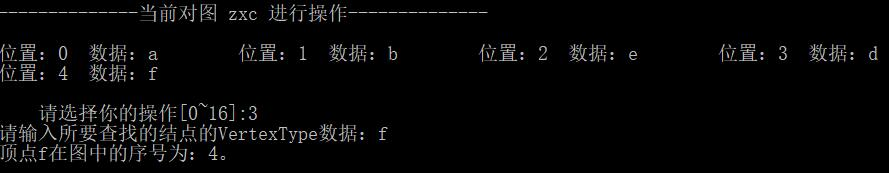 --------------当前对图 zxc 进行操作--------------
位置：0 数据：a 位置：1 数据：b 位置：2 数据：e 位置：3 数据：d
位置：4 数据：f
请选择你的操作[0~16]:3
请输入所要查找的结点的VertexType数据：f
顶点f在图中的序号为：4。